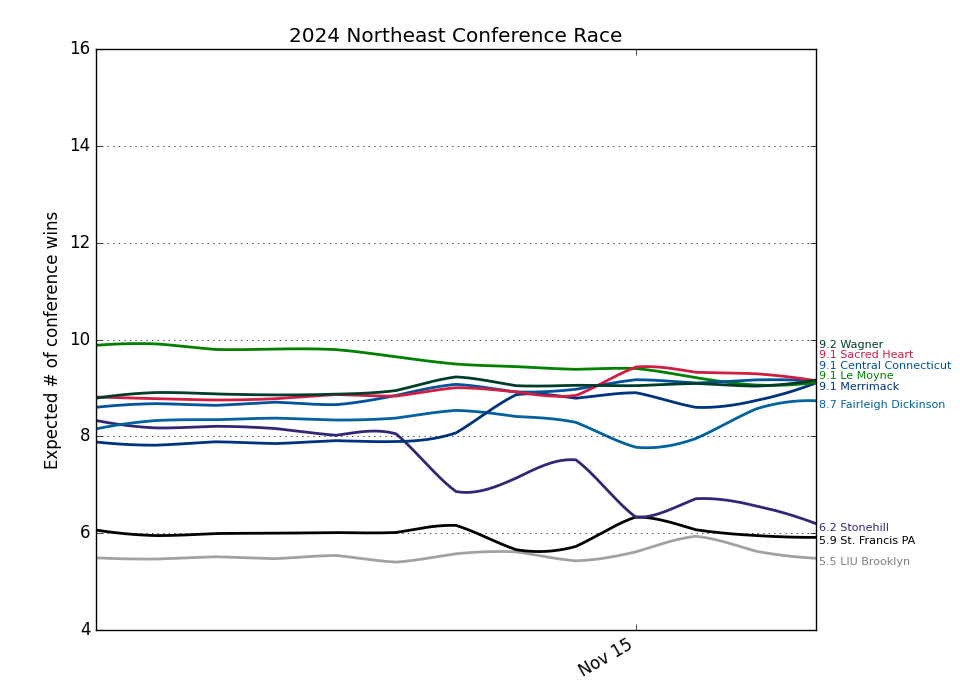 2024 Northeast Conference Race
Expected # of conference wins
16
14
12
10
8
6
4
9.2 Wagner
9.1 Sacred Heart
9.1 Central Connecticut
9.1 Le Moyne
9.1 Merrimack
8.7 Fairleigh Dickinson
6.2 Stonehill
5.9 St. Francis PA
5.5 LIU Brooklyn
Nov 15